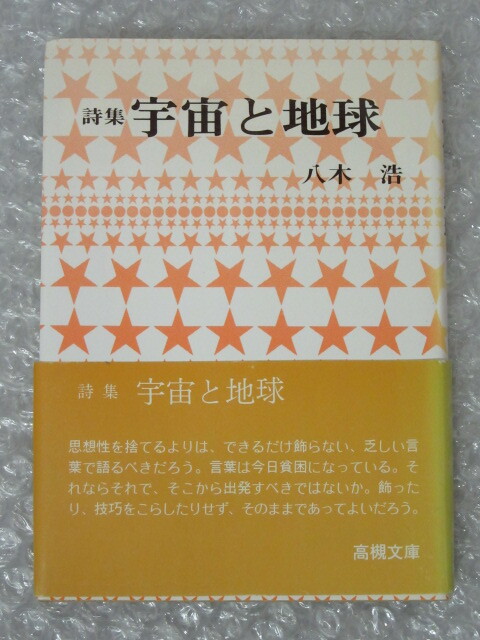 詩集 宇宙と地球
八木 浩
詩集 宇宙と地球
思想性を捨てるよりは、できるだけ飾らない、乏しい言
葉で語るべきだろう。言葉は今日貧困になっている。そ
れならそれで、そこから出発すべきではないか。飾った
り、技巧をこらしたりせず、そのままであってよいだろう。
高槻文庫